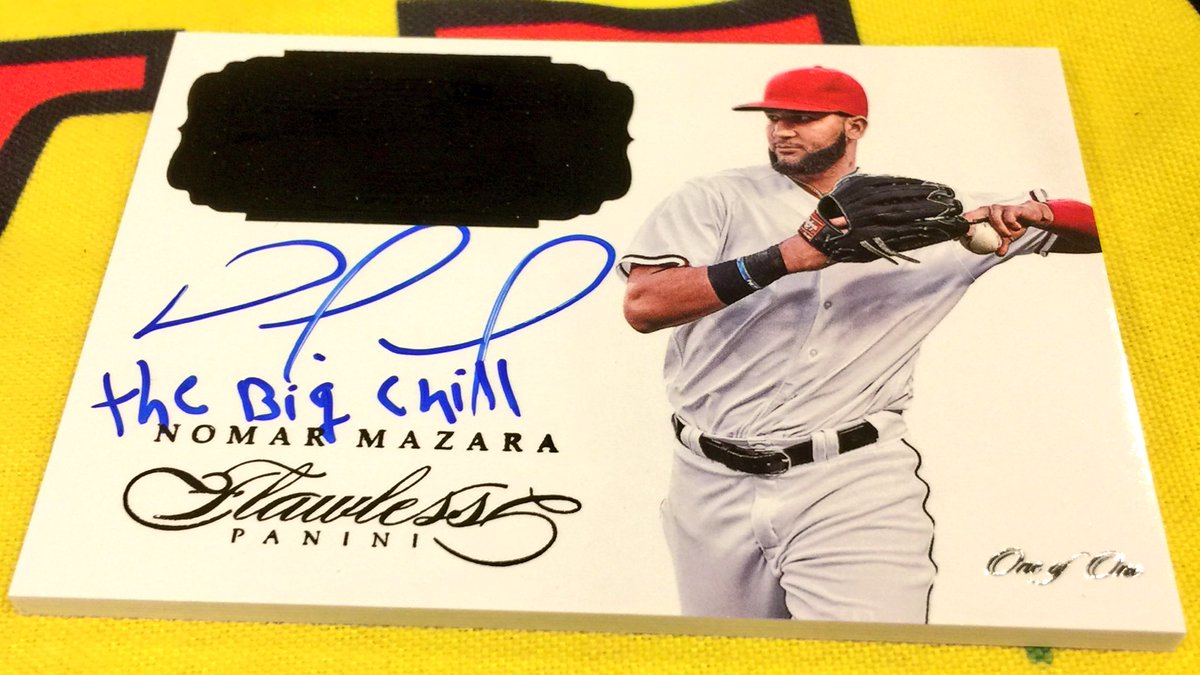 the Big Chill
NOMAR MAZARA
Flawless
PANINI
One of One